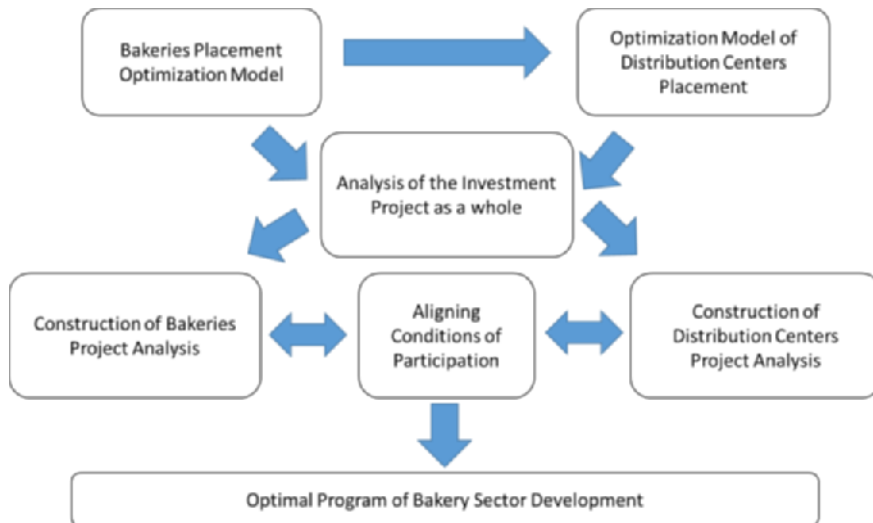 Bakeries Placement
Optimization Model
Optimization Model of
Distribution Centers
Placement
Analysis of the Investment
Project as a whole
Construction of Bakeries
Project Analysis
Aligning
Conditions of
Participation
Construction of
Distribution Centers
Project Analysis
Optimal Program of Bakery Sector Development